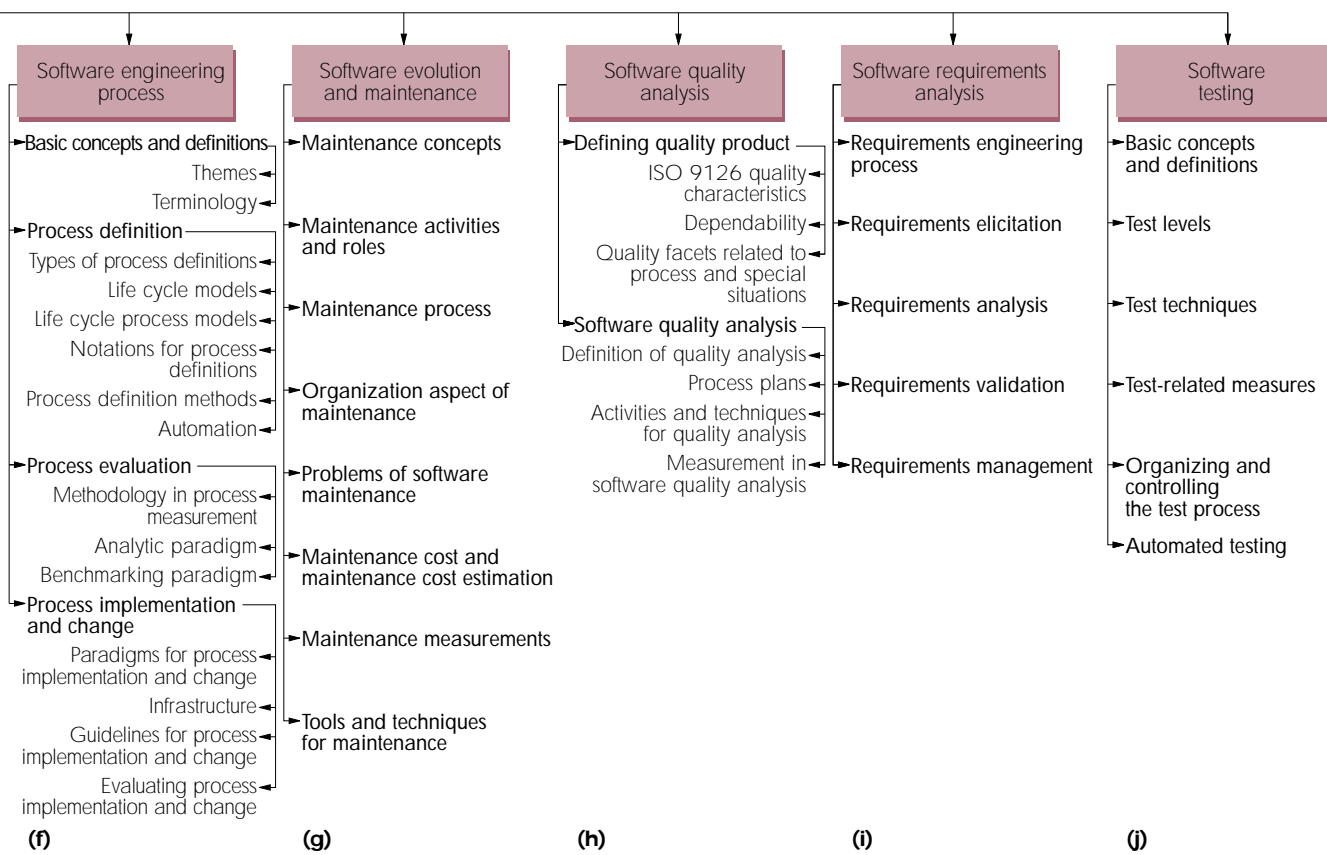 Software engineering
process
Basic concepts and definitions
Themes
Terminology
Process definition
Types of process definitions
Life cycle models
Life cycle process models
Notations for process
definitions
Process definition methods
Automation
Process evaluation
Methodology in process
measurement
Analytic paradigm
Benchmarking paradigm
Process implementation
and change
Paradigms for process
implementation and change
Infrastructure
Guidelines for process
implementation and change
Evaluating process
implementation and change
(f)
Software evolution
and maintenance
Maintenance concepts
Maintenance activities
and roles
Maintenance process
Organization aspect of
maintenance
Problems of software
maintenance
Maintenance cost and
maintenance cost estimation
Maintenance measurements
Tools and techniques
for maintenance
(g)
Software quality
analysis
Defining quality product
ISO 9126 quality
characteristics
Dependability
Quality facets related to
process and special
situations
Software quality analysis
Definition of quality analysis
Process plans
Activities and techniques
for quality analysis
Measurement in
software quality analysis
(h)
Software requirements
analysis
Requirements engineering
process
Requirements elicitation
Requirements analysis
Requirements validation
Requirements management
(i)
Software
testing
Basic concepts
and definitions
Test levels
Test techniques
Test-related measures
Organizing and
controlling
the test process
Automated testing
(j)